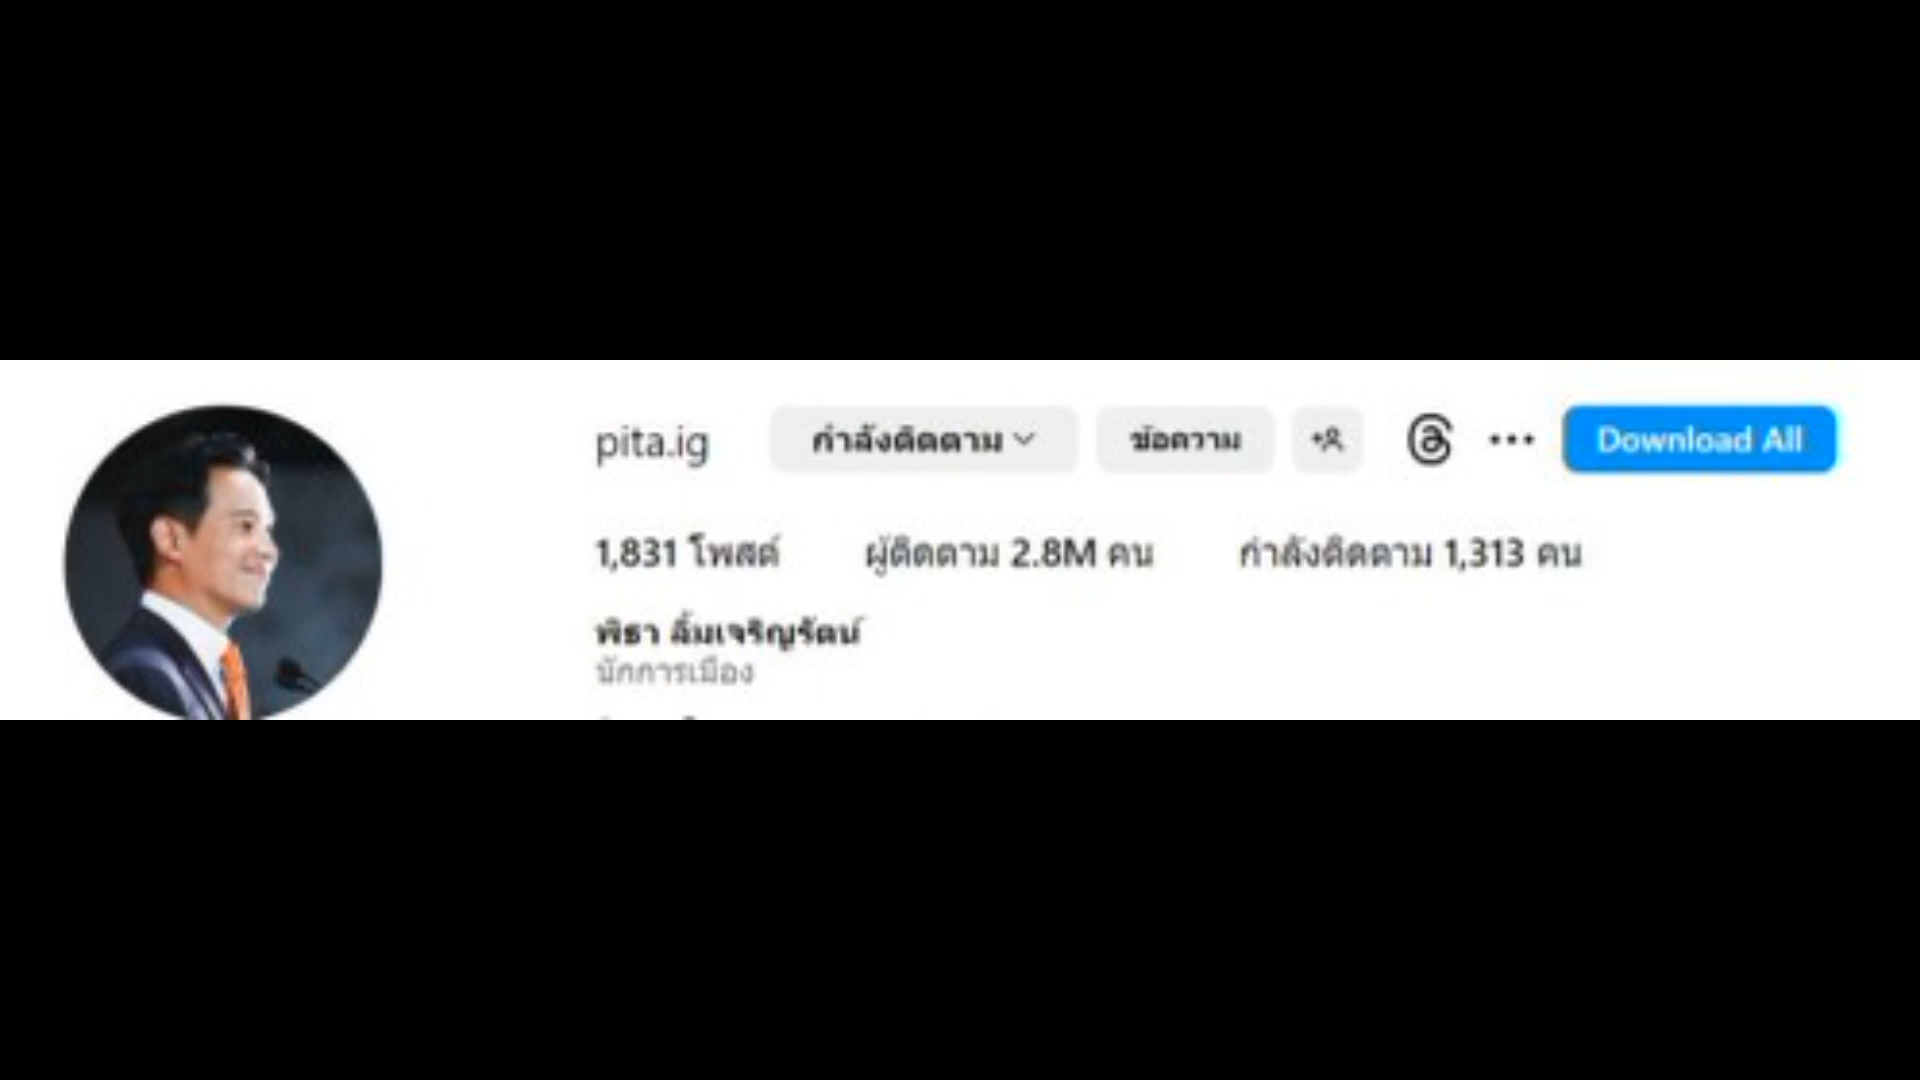 pita.ig กำลังติดตาม ข้อความ Download All
1,831 โพสต์ ผู้ติดตาม 2.8M คน กำลังติดตาม 1,313 คน
พิธา ลิ้มเจริญรัตน์
นักการเมือง